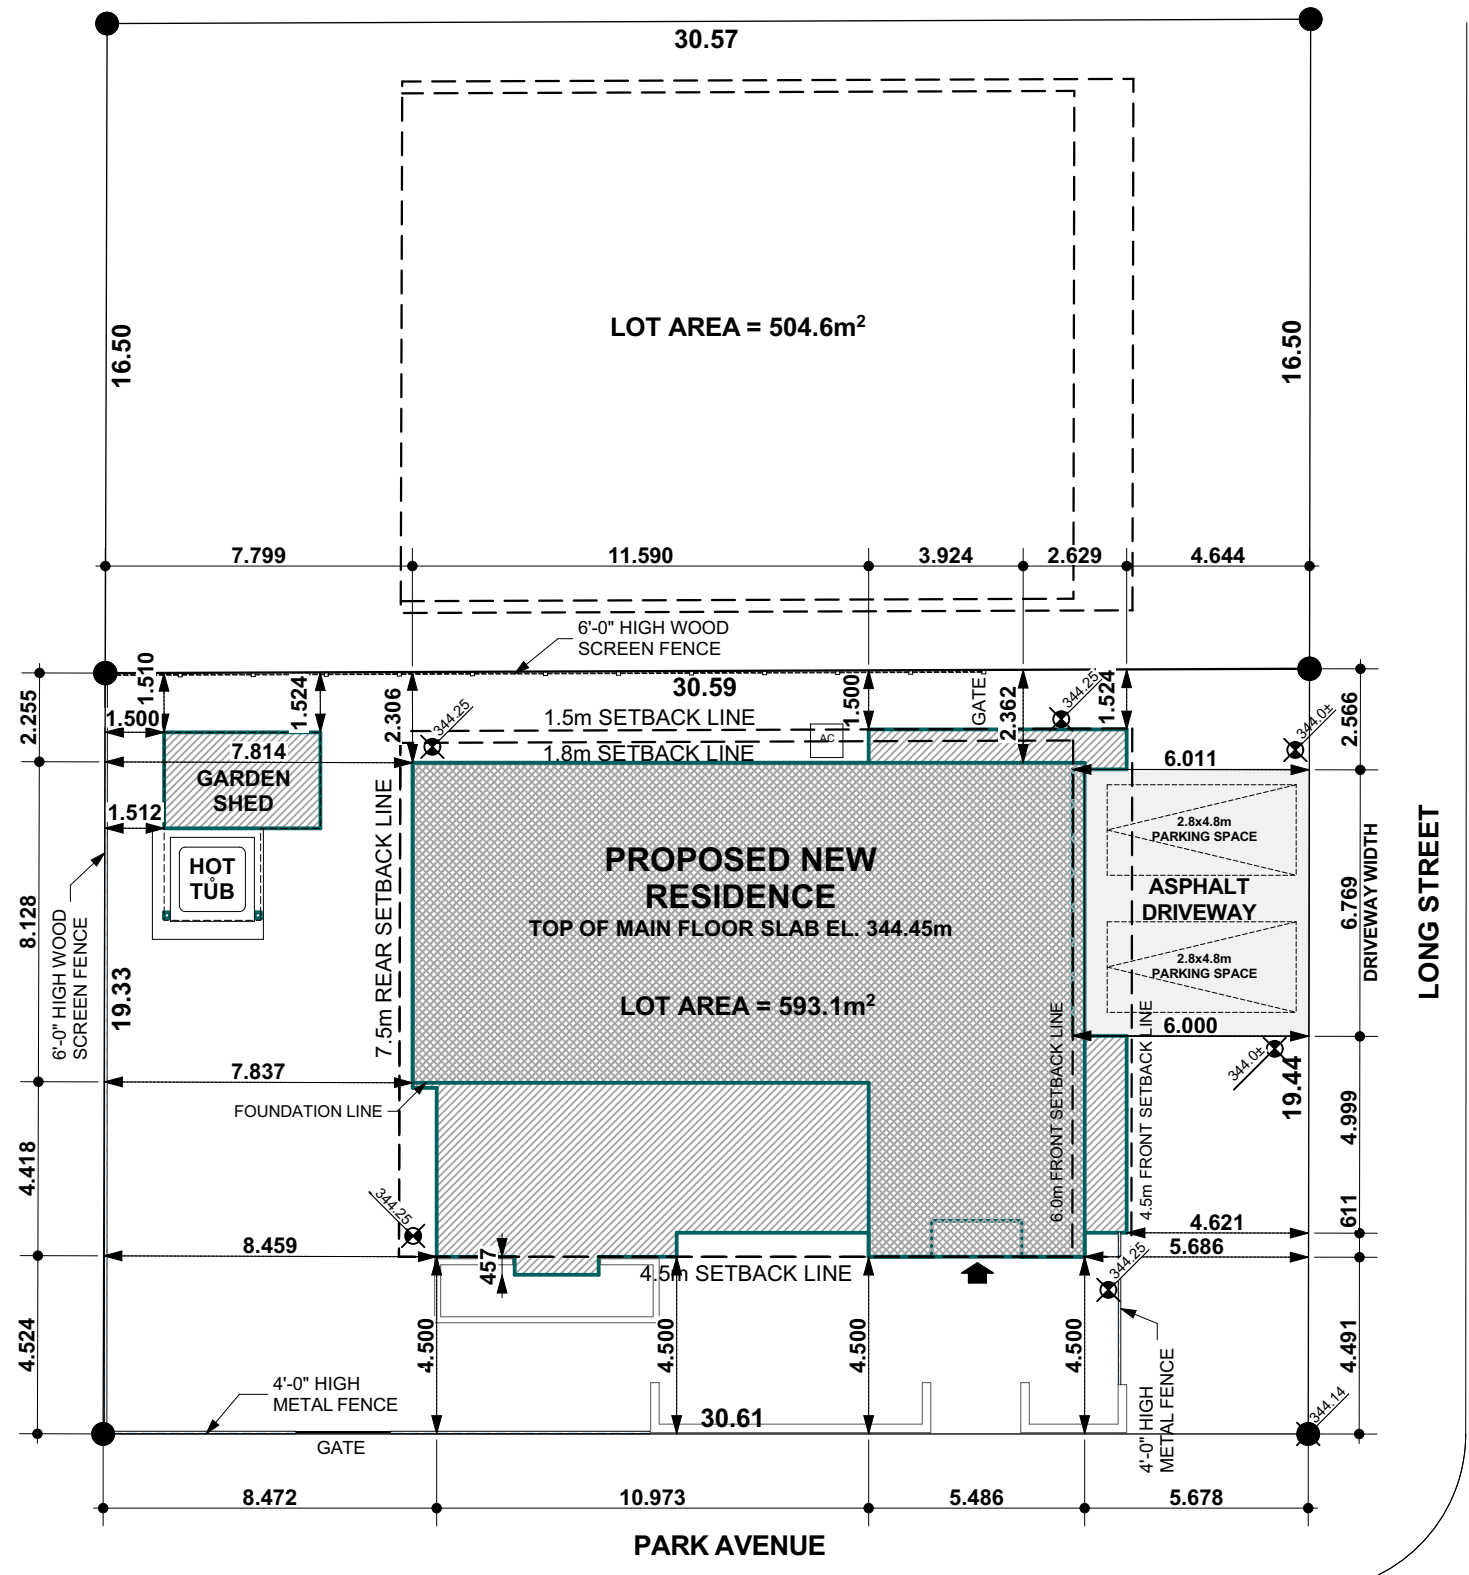 30.57
LOT AREA = 504.6m²
16.50
16.50
7.799
11.590
3.924
2.629
4.644
6'-0" HIGH WOOD
SCREEN FENCE
30.59
1.5m SETBACK LINE
1.8m SETBACK LINE
2.255
1.510
1.524
2.306
344.25
1.500
GATE
2.362
344.25
1.524
344.0±
2.566
1.500
7.814
GARDEN
SHED
1.512
AC
6.011
HOT
TUB
7.5m REAR SETBACK LINE
PROPOSED NEW
RESIDENCE
TOP OF MAIN FLOOR SLAB EL. 344.45m
LOT AREA = 593.1m²
2.8x4.8m
PARKING SPACE
ASPHALT
DRIVEWAY
2.8x4.8m
PARKING SPACE
6.769
DRIVEWAY WIDTH
LONG STREET
8.128
6'-0" HIGH WOOD
SCREEN FENCE
19.33
6.000
6.0m FRONT SETBACK LINE
4.5m FRONT SETBACK LINE
344.0±
19.44
7.837
FOUNDATION LINE
4.418
4.999
344.25
611
4.621
8.459
457
4.5m SETBACK LINE
5.686
344.25
4.524
4.500
4.500
4.500
4.500
4.491
4'-0" HIGH
METAL FENCE
GATE
30.61
4'-0" HIGH
METAL FENCE
344.14
8.472
10.973
5.486
5.678
PARK AVENUE